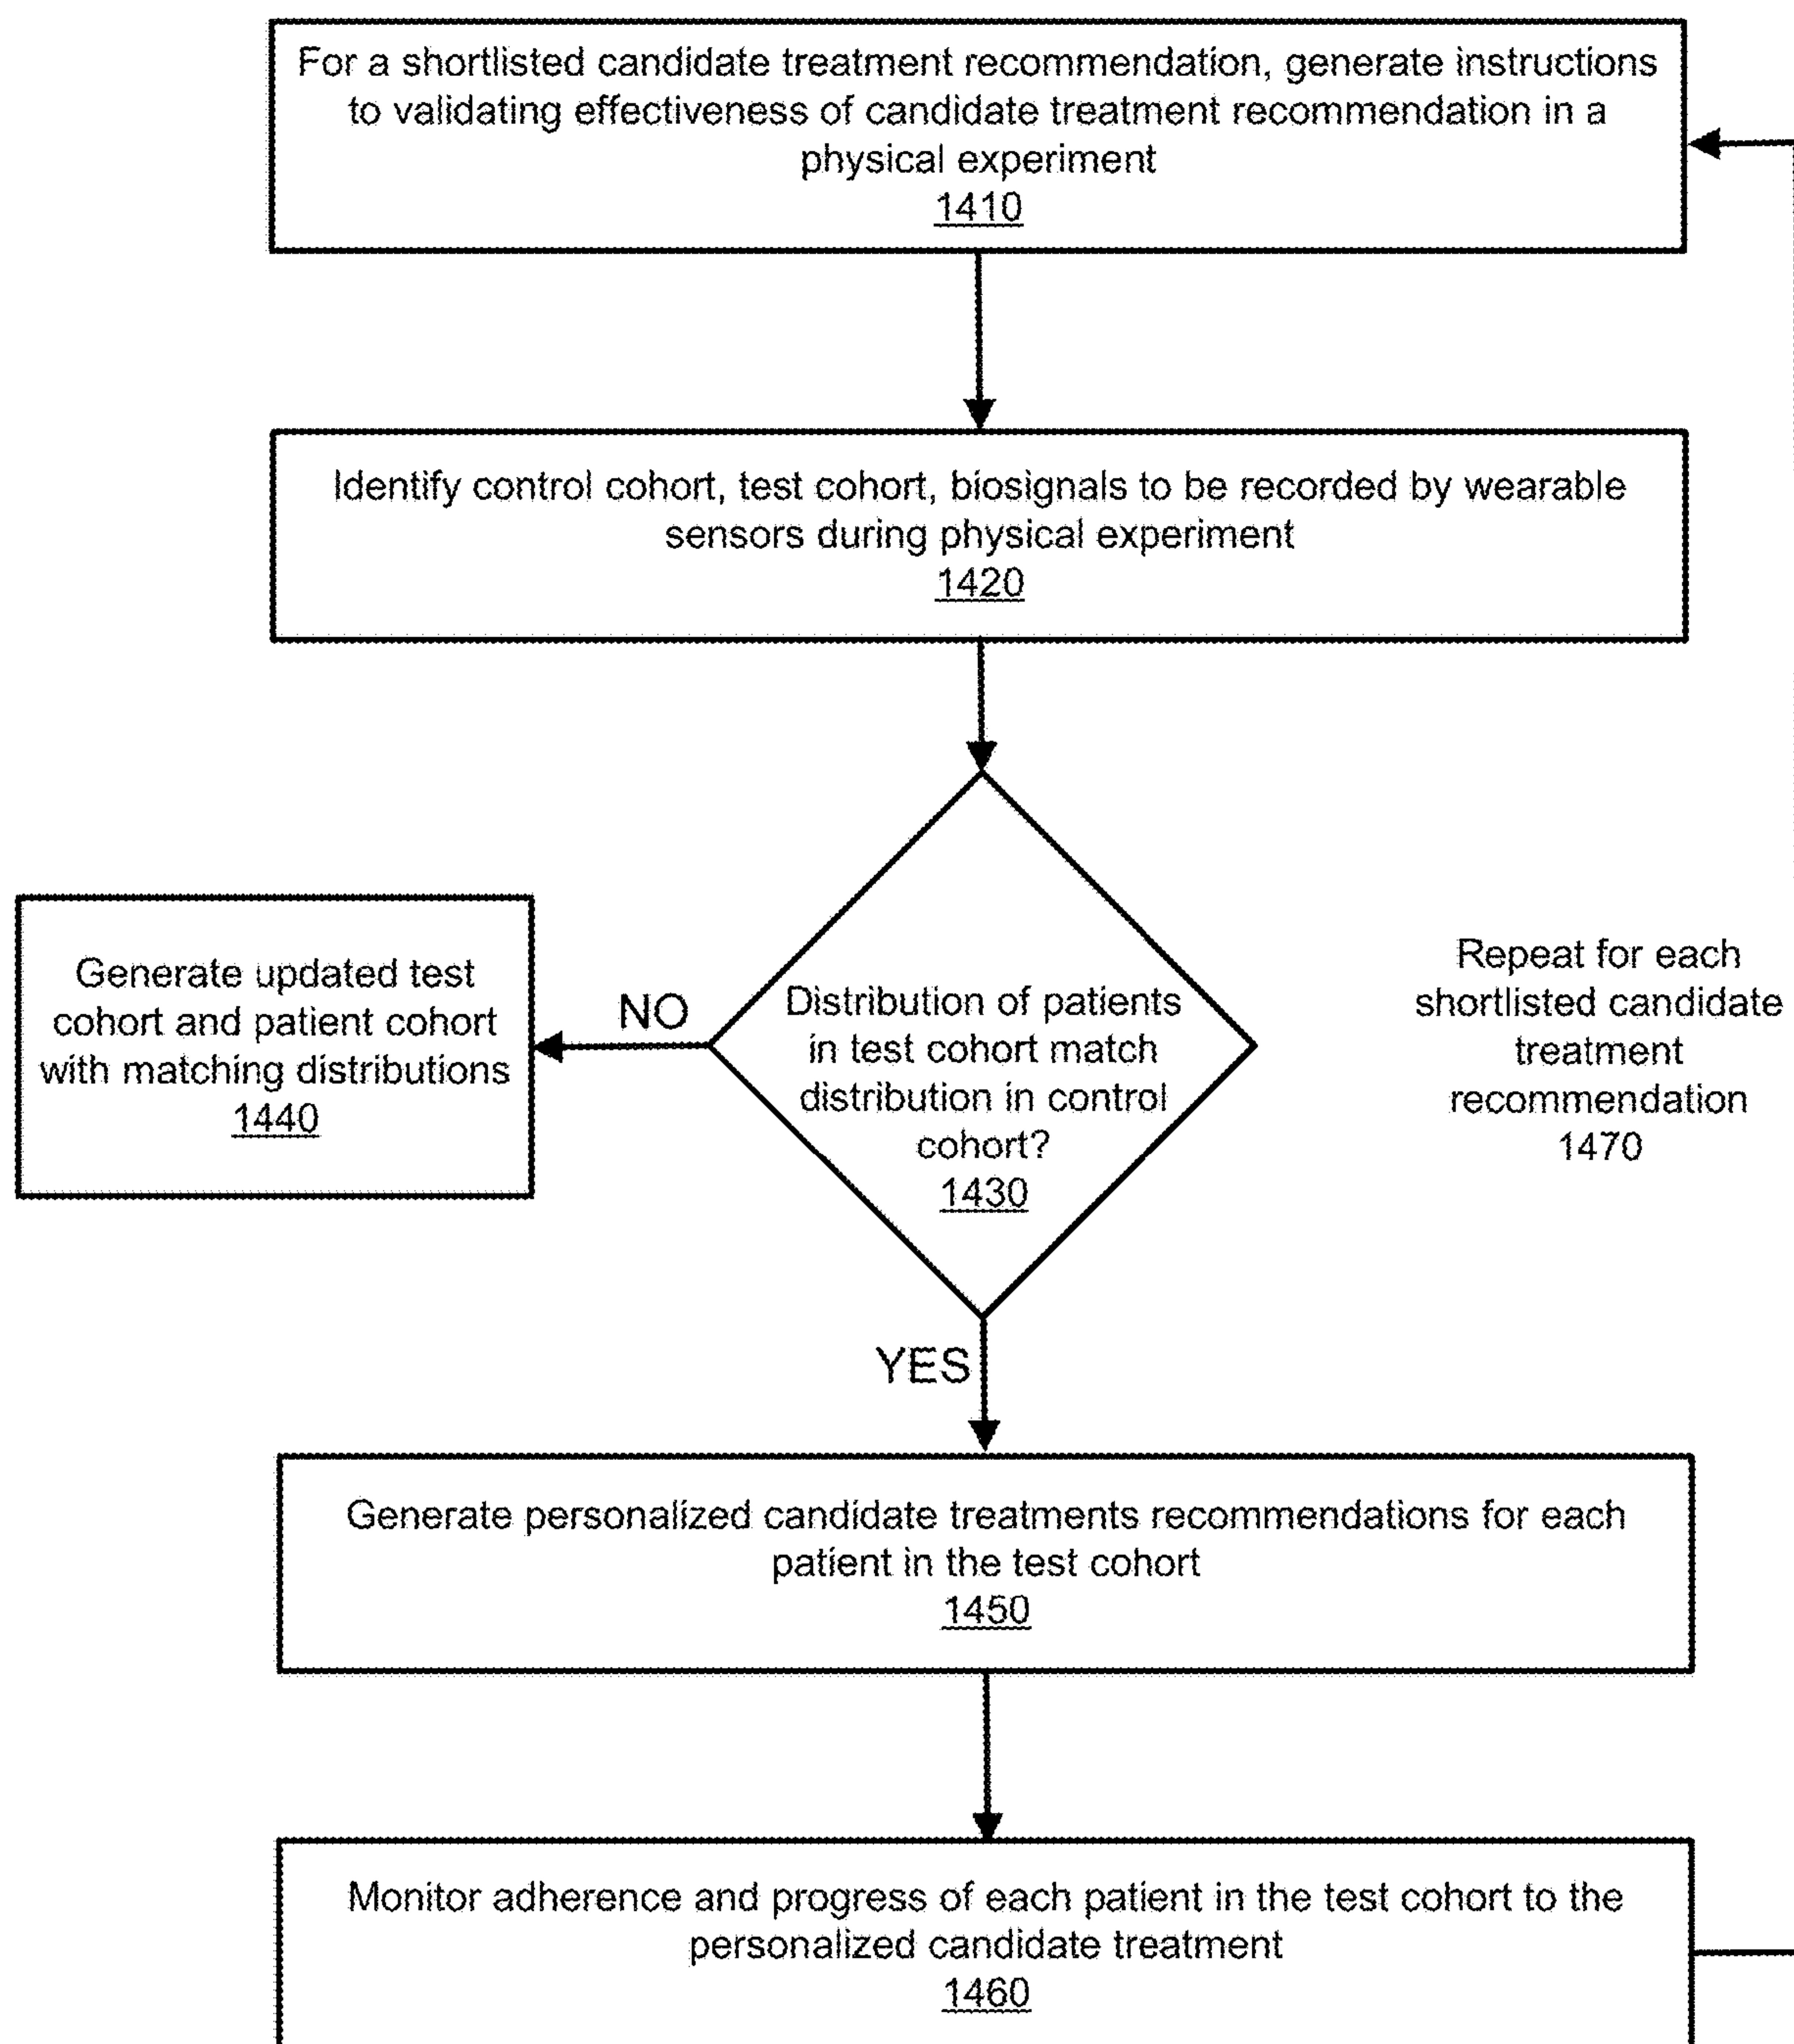 For a shortlisted candidate treatment recommendation, generate instructions
to validating effectiveness of candidate treatment recommendation in a
physical experiment
1410
Identify control cohort, test cohort, biosignals to be recorded by wearable
sensors during physical experiment
1420
Generate updated test
cohort and patient cohort
with matching distributions
1440
NO
Distribution of patients
in test cohort match
distribution in control
cohort?
1430
Repeat for each
shortlisted candidate
treatment
recommendation
1470
YES
Generate personalized candidate treatments recommendations for each
patient in the test cohort
1450
Monitor adherence and progress of each patient in the test cohort to the
personalized candidate treatment
1460